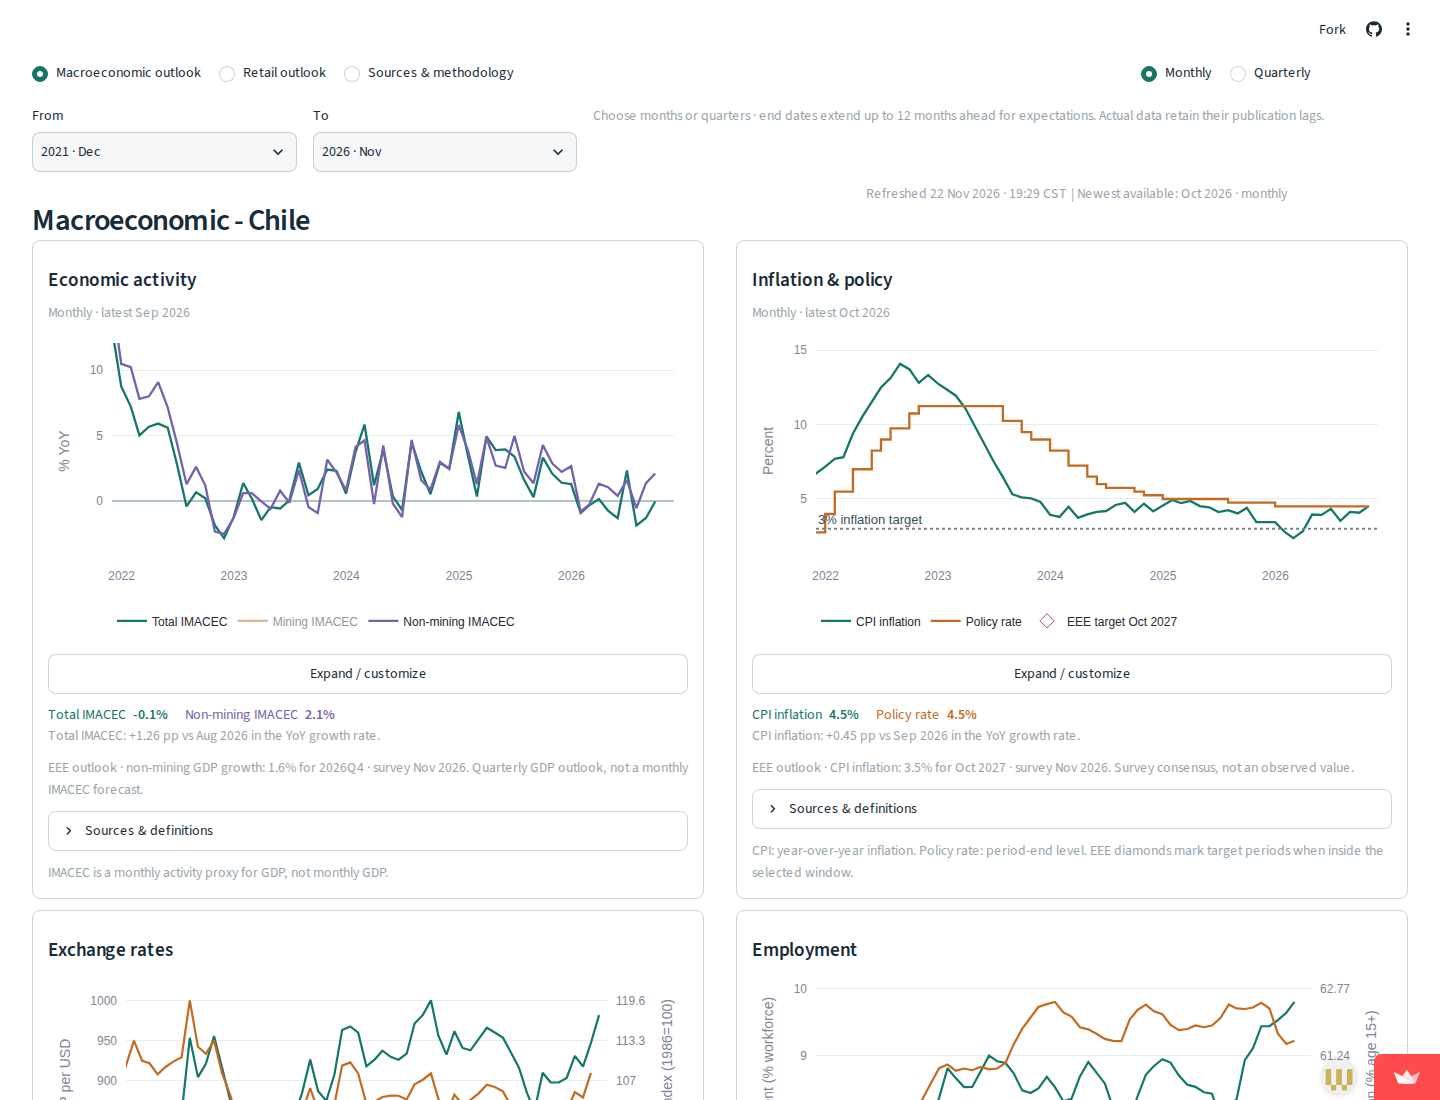 Fork
Macroeconomic outlook Retail outlook Sources & methodology Monthly Quarterly
From To Choose months or quarters · end dates extend up to 12 months ahead for expectations. Actual data retain their publication lags.
2021 · Dec 2026 · Nov
Refreshed 22 Nov 2026 · 19:29 CST | Newest available: Oct 2026 · monthly
Macroeconomic - Chile
Economic activity
Monthly · latest Sep 2026
% YoY
10
5
0
2022 2023 2024 2025 2026
Total IMACEC Mining IMACEC Non-mining IMACEC
Expand / customize
Total IMACEC -0.1% Non-mining IMACEC 2.1%
Total IMACEC: +1.26 pp vs Aug 2026 in the YoY growth rate.
EEE outlook · non-mining GDP growth: 1.6% for 2026Q4 · survey Nov 2026. Quarterly GDP outlook, not a monthly
IMACEC forecast.
Sources & definitions
IMACEC is a monthly activity proxy for GDP, not monthly GDP.
Inflation & policy
Monthly · latest Oct 2026
Percent
15
10
5
3% inflation target
2022 2023 2024 2025 2026
CPI inflation Policy rate EEE target Oct 2027
Expand / customize
CPI inflation 4.5% Policy rate 4.5%
CPI inflation: +0.45 pp vs Sep 2026 in the YoY growth rate.
EEE outlook · CPI inflation: 3.5% for Oct 2027 · survey Nov 2026. Survey consensus, not an observed value.
Sources & definitions
CPI: year-over-year inflation. Policy rate: period-end level. EEE diamonds mark target periods when inside the
selected window.
Exchange rates
1000 119.6
950 113.3
900 107
per USD
(1986=100)
Employment
10 62.77
9 61.24
(% workforce)
(% age 15+)